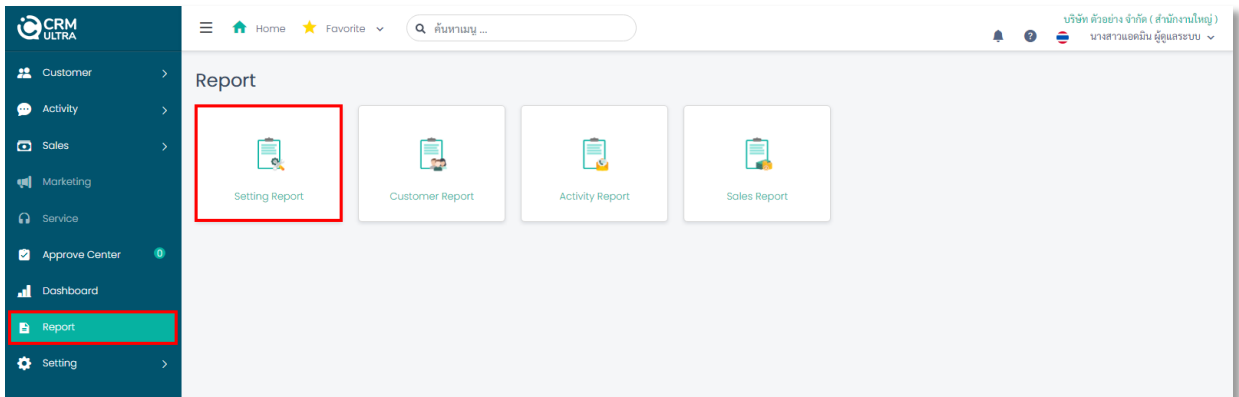 CRM
ULTRA
Home
Favorite
ค้นหาเมนู ...
บริษัท ตัวอย่าง จำกัด ( สำนักงานใหญ่ )
นางสาวแอดมิน ผู้ดูแลระบบ
Customer
Activity
Sales
Marketing
Service
Approve Center 0
Dashboard
Report
Setting
Report
Setting Report
Customer Report
Activity Report
Sales Report